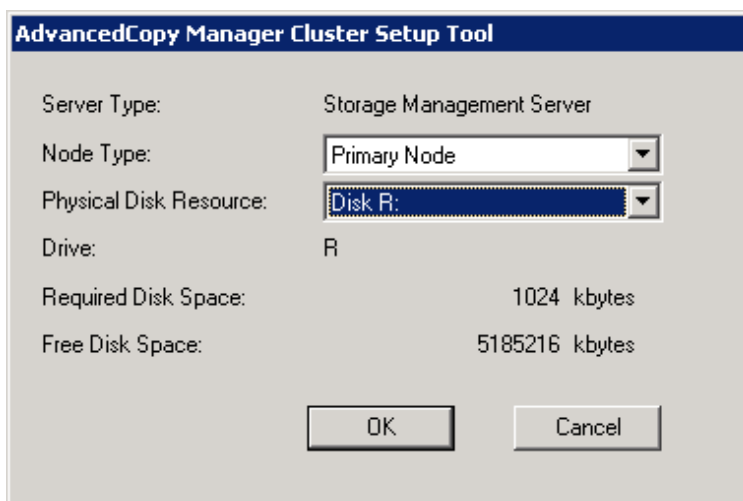 AdvancedCopy Manager Cluster Setup Tool
Server Type: Storage Management Server
Node Type: Primary Node
Physical Disk Resource: Disk R:
Drive: R
Required Disk Space: 1024 kbytes
Free Disk Space: 5185216 kbytes
OK Cancel